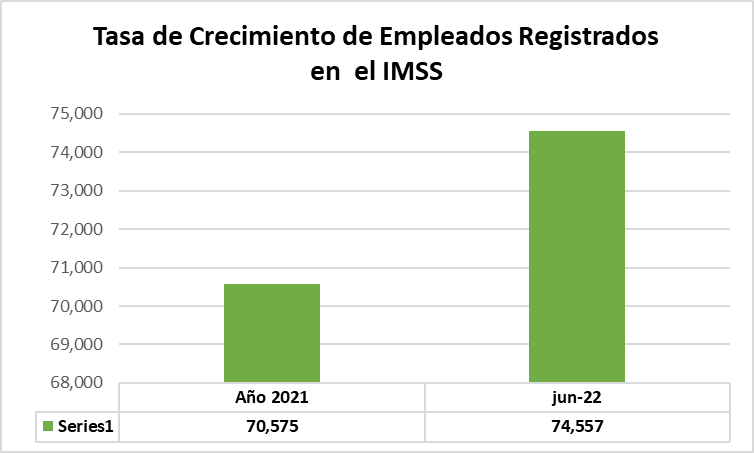 Tasa de Crecimiento de Empleados Registrados
en  el IMSS
75,000
74,000
73,000
72,000
71,000
70,000
69,000
68,000
Año 2021 jun-22
Series1 70,575 74,557